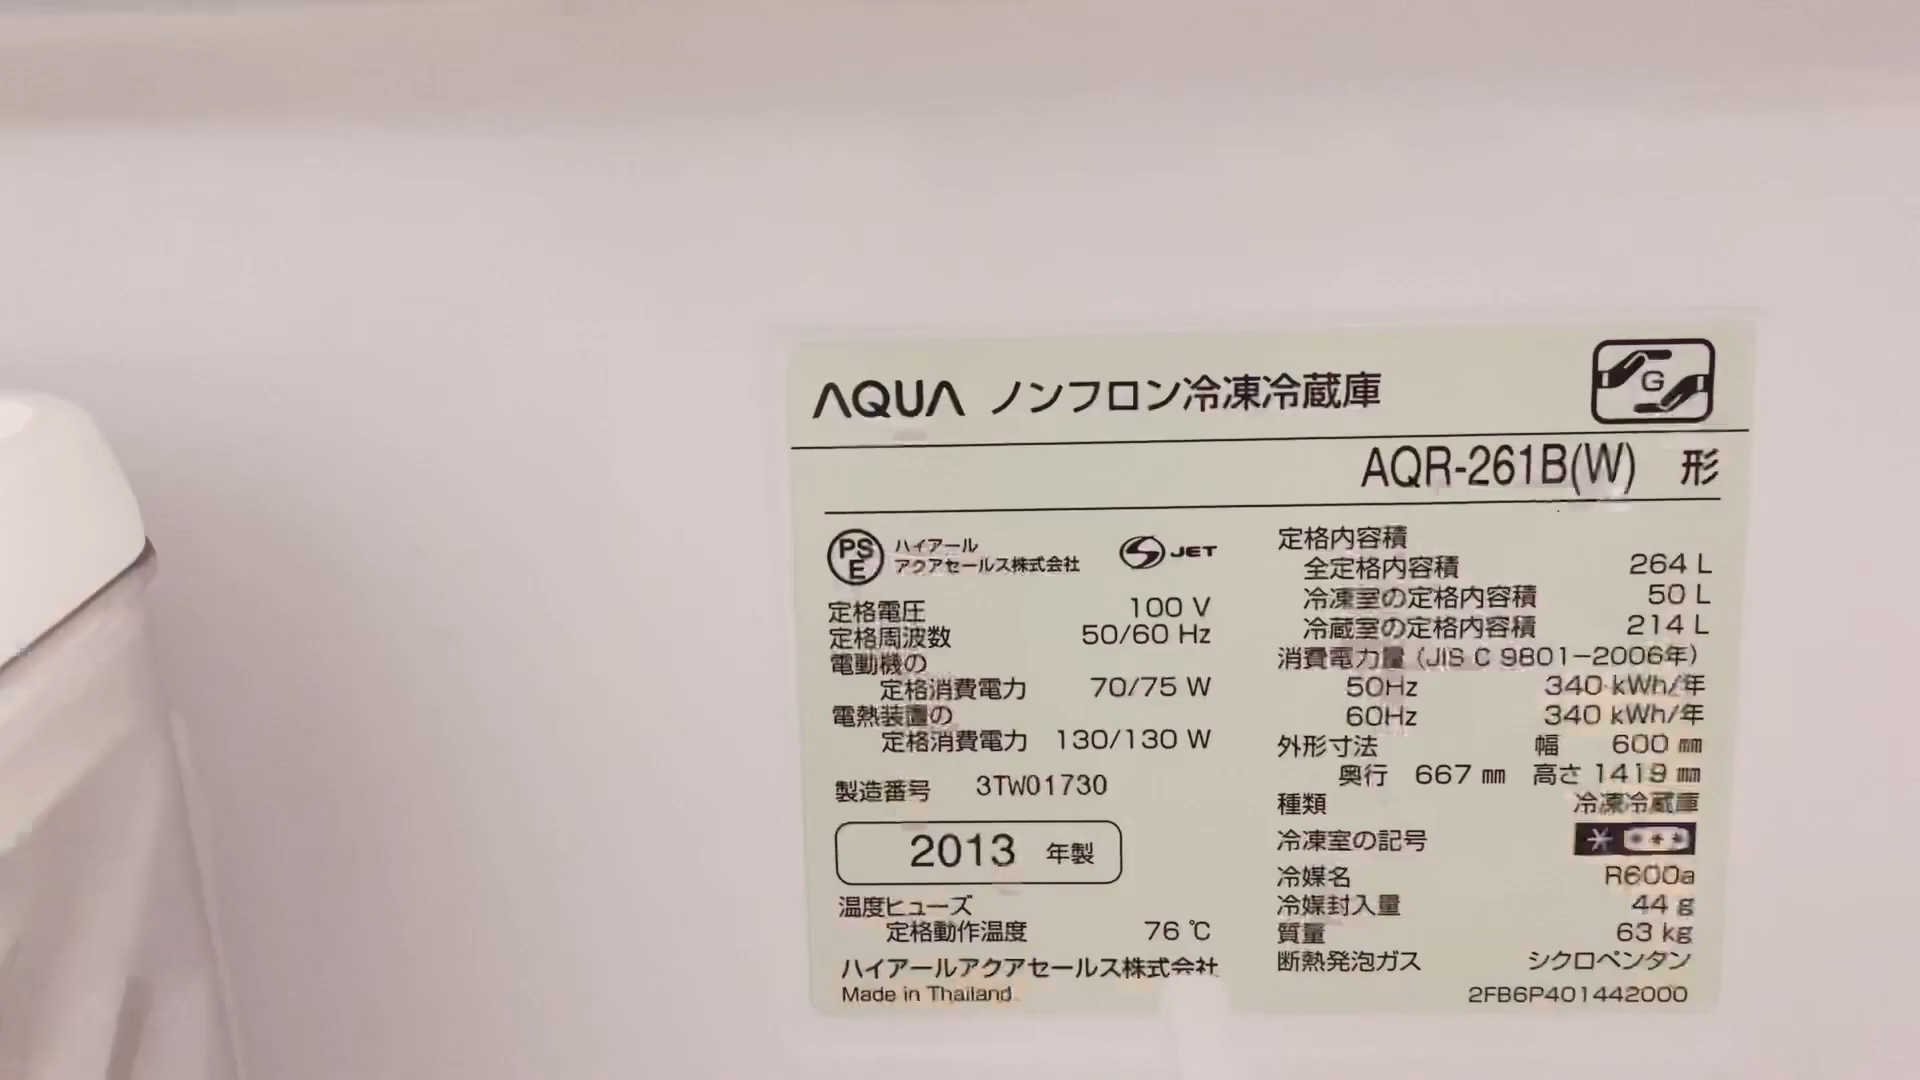 AQUA ノンフロン冷凍冷蔵庫
G
AQR-261B(W) 形
PSE ハイアール
アクアセールス株式会社
S JET
定格電圧 100 V
定格周波数 50/60 Hz
電動機の
定格消費電力 70/75 W
電熱装置の
定格消費電力 130/130 W
製造番号 3TW01730
2013 年製
温度ヒューズ
定格動作温度 76 ℃
ハイアールアクアセールス株式会社
Made in Thailand
定格内容積
全定格内容積 264 L
冷凍室の定格内容積 50 L
冷蔵室の定格内容積 214 L
消費電力量 (JIS C 9801−2006年)
50Hz 340 kWh/年
60Hz 340 kWh/年
外形寸法 幅 600 ㎜
奥行 667 ㎜ 高さ 1419 ㎜
種類 冷凍冷蔵庫
冷凍室の記号 * ***
冷媒名 R600a
冷媒封入量 44 g
質量 63 kg
断熱発泡ガス シクロペンタン
2FB6P401442000